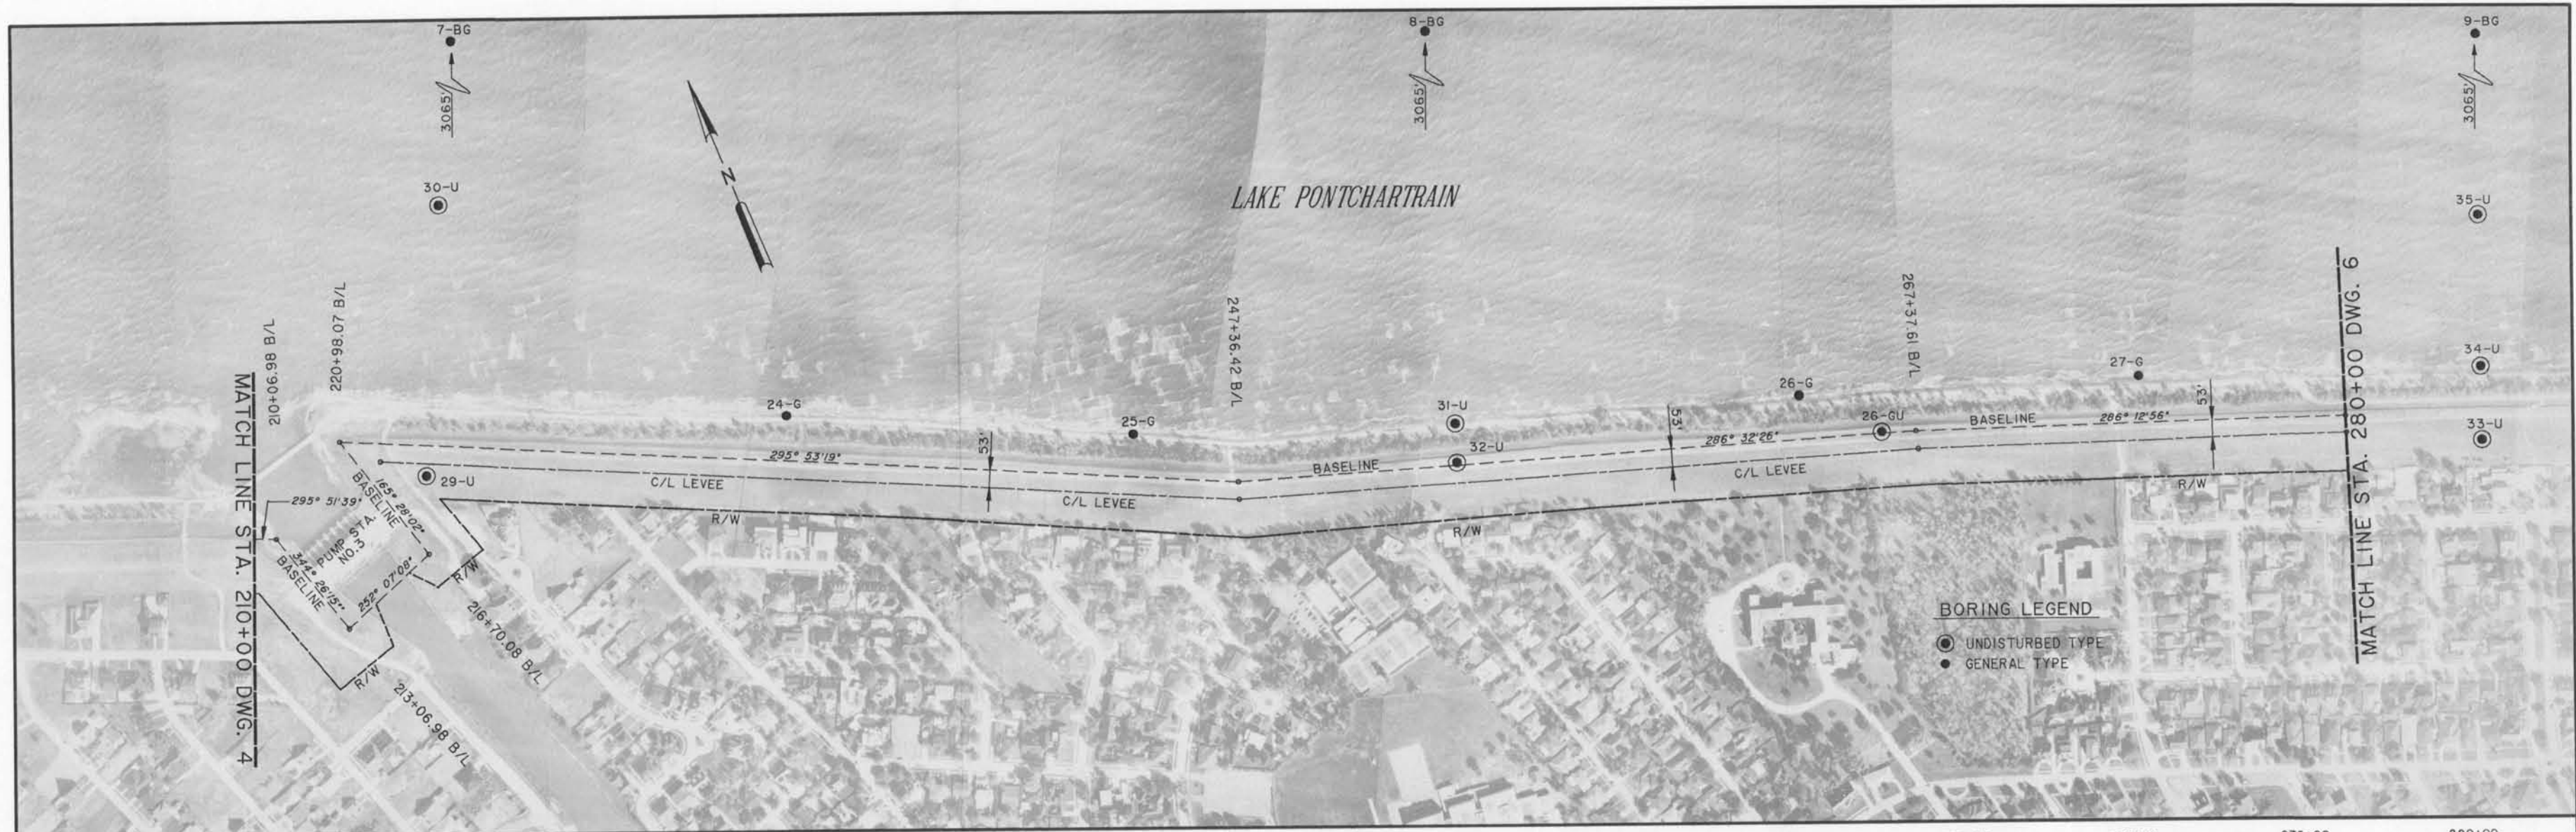 7-BG
8-BG
9-BG
3065'
3065'
3065'
30-U
N
LAKE PONTCHARTRAIN
35-U
MATCH LINE STA. 210+00 DWG. 4
210+06.98 B/L
220+98.07 B/L
247+36.42 B/L
267+37.61 B/L
MATCH LINE STA. 280+00 DWG. 6
24-G
25-G
31-U
32-U
26-G
26-GU
27-G
34-U
33-U
29-U
295° 53'19"
53'
BASELINE
286° 32'26"
53'
BASELINE
286° 12'56"
53'
C/L LEVEE
C/L LEVEE
C/L LEVEE
R/W
R/W
R/W
295° 51'39"
165° 28'02"
BASELINE
PUMP STA.
NO.3
344° 26'15"
BASELINE
252° 07'08"
R/W
R/W
216+70.08 B/L
213+06.98 B/L
BORING LEGEND
UNDISTURBED TYPE
GENERAL TYPE